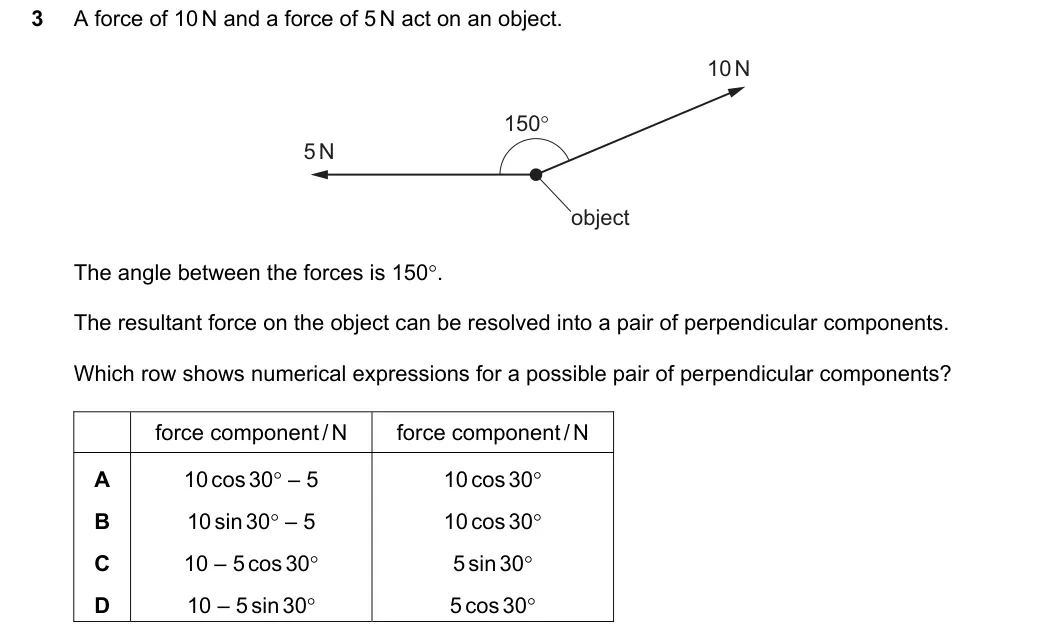 3 A force of 10 N and a force of 5 N act on an object.
10 N
150°
5 N
object
The angle between the forces is 150°.
The resultant force on the object can be resolved into a pair of perpendicular components.
Which row shows numerical expressions for a possible pair of perpendicular components?
force component / N force component / N
A 10 cos 30° – 5 10 cos 30°
B 10 sin 30° – 5 10 cos 30°
C 10 – 5 cos 30° 5 sin 30°
D 10 – 5 sin 30° 5 cos 30°